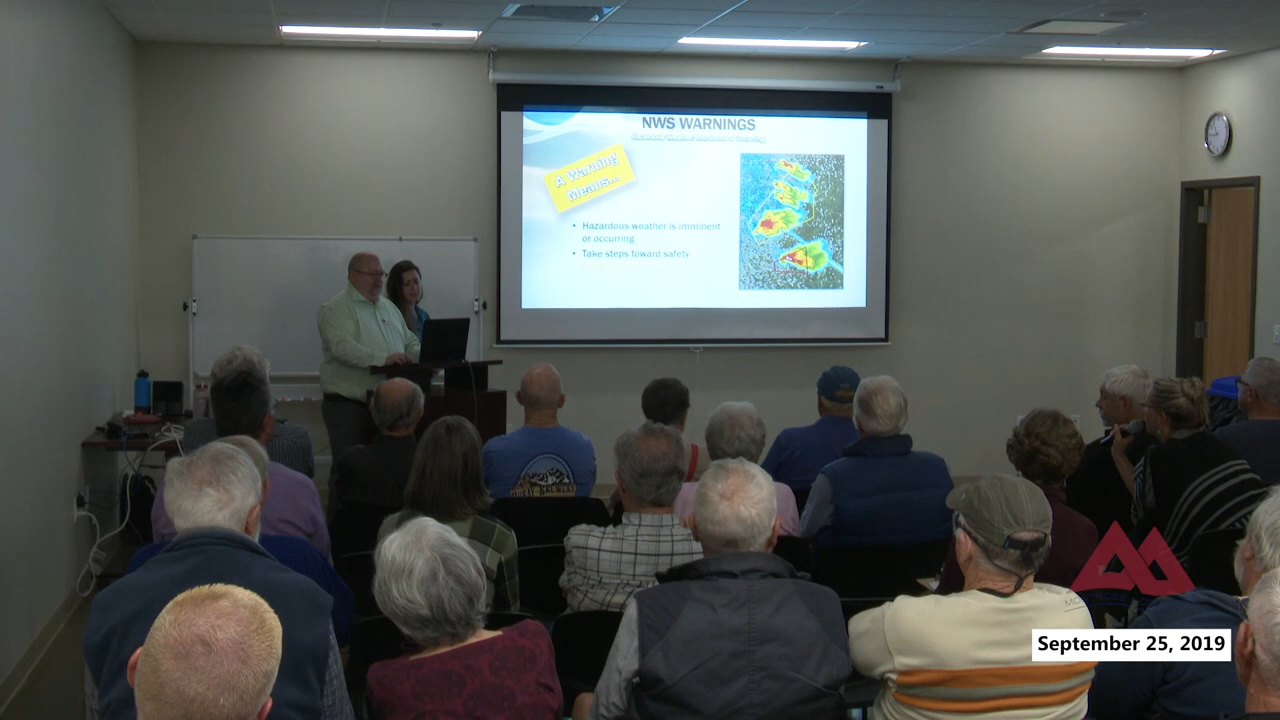 NWS WARNINGS
A Warning
Means...
• Hazardous weather is imminent
or occurring
• Take steps toward safety
September 25, 2019